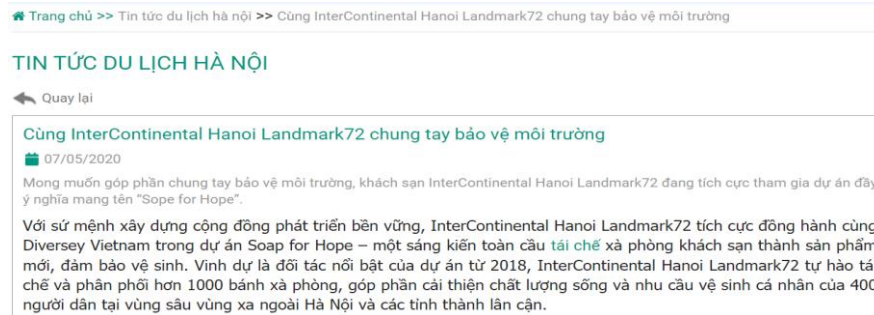 Trang chủ >> Tin tức du lịch hà nội >> Cùng InterContinental Hanoi Landmark72 chung tay bảo vệ môi trường
TIN TỨC DU LỊCH HÀ NỘI
Quay lại
Cùng InterContinental Hanoi Landmark72 chung tay bảo vệ môi trường
07/05/2020
Mong muốn góp phần chung tay bảo vệ môi trường, khách sạn InterContinental Hanoi Landmark72 đang tích cực tham gia dự án đầy
ý nghĩa mang tên "Sope for Hope".
Với sứ mệnh xây dựng cộng đồng phát triển bền vững, InterContinental Hanoi Landmark72 tích cực đồng hành cùng
Diversey Vietnam trong dự án Soap for Hope – một sáng kiến toàn cầu tái chế xà phòng khách sạn thành sản phẩm
mới, đảm bảo vệ sinh. Vinh dự là đối tác nổi bật của dự án từ 2018, InterContinental Hanoi Landmark72 tự hào tá
chế và phân phối hơn 1000 bánh xà phòng, góp phần cải thiện chất lượng sống và nhu cầu vệ sinh cá nhân của 400
người dân tại vùng sâu vùng xa ngoài Hà Nội và các tỉnh thành lân cận.